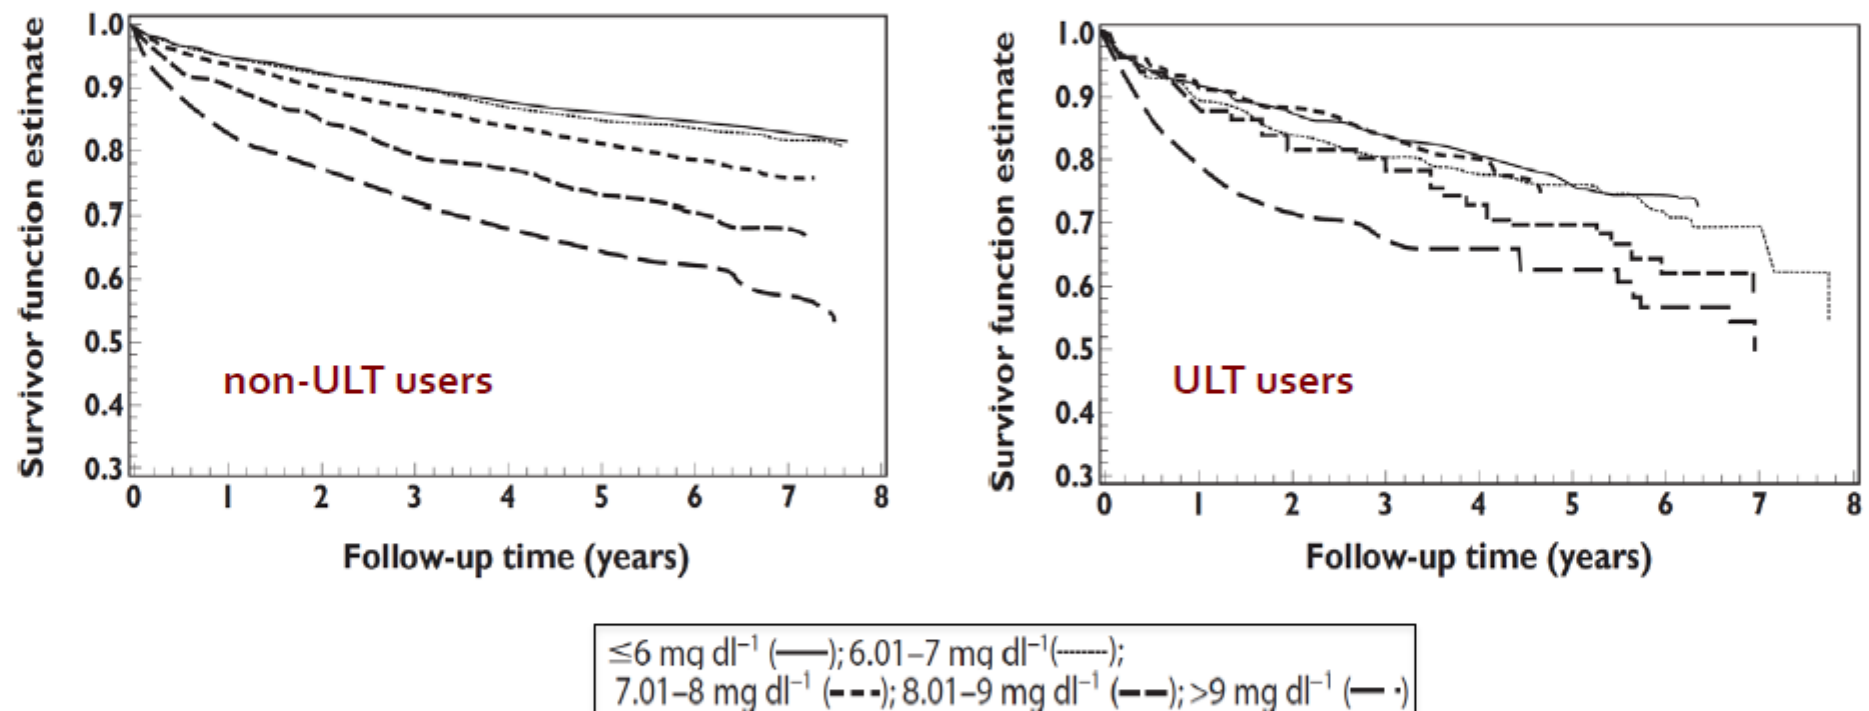 Survivor function estimate
1.0
0.9
0.8
0.7
0.6
0.5
0.4
0.3
non-ULT users
0 1 2 3 4 5 6 7 8
Follow-up time (years)
Survivor function estimate
1.0
0.9
0.8
0.7
0.6
0.5
0.4
0.3
ULT users
0 1 2 3 4 5 6 7 8
Follow-up time (years)
≤6 mg dl⁻¹ (——); 6.01–7 mg dl⁻¹(--------);
7.01–8 mg dl⁻¹ (---); 8.01–9 mg dl⁻¹ (– –); >9 mg dl⁻¹ (— ·)